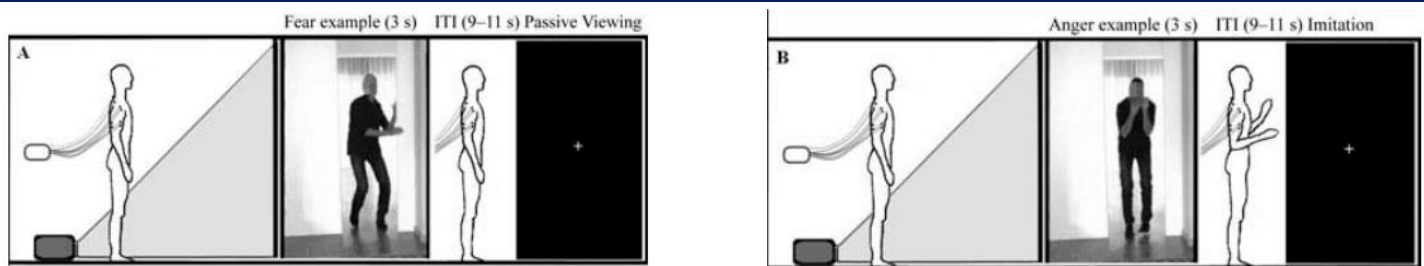 Fear example (3 s) ITI (9–11 s) Passive Viewing
A
Anger example (3 s) ITI (9–11 s) Imitation
B